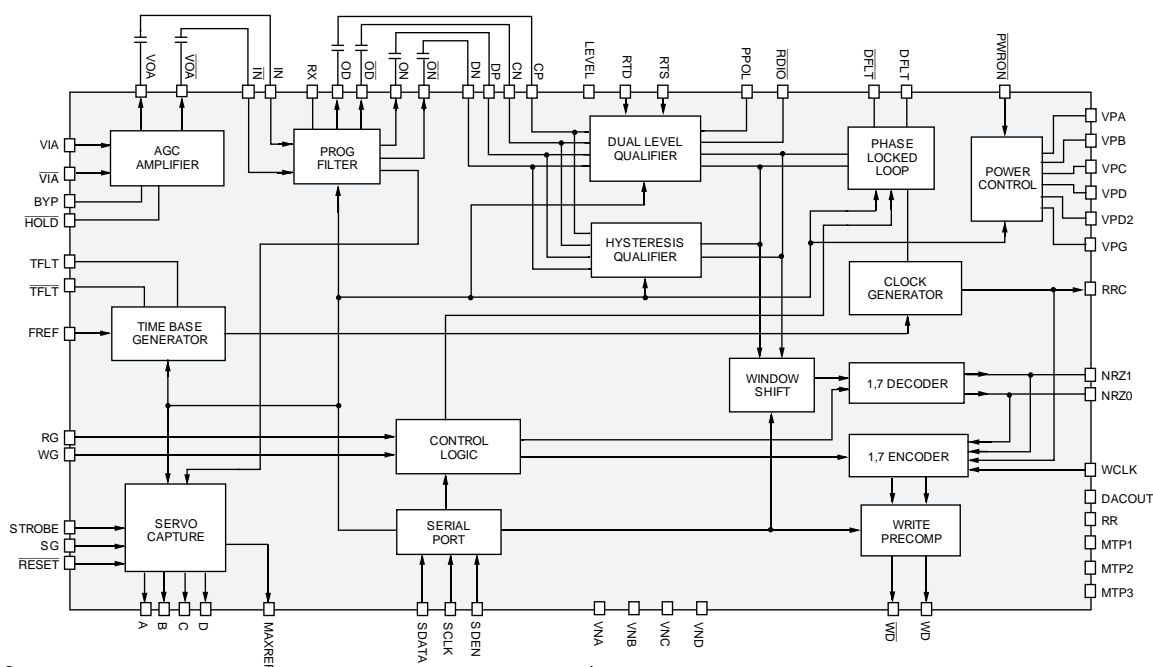 VOA
VOA
IN
IN
RX
OD
OD
ON
ON
DN
DP
CN
CP
LEVEL
RTD
RTS
PPOL
RDIO
DFLT
DFLT
PWRON
VIA
VIA
BYP
HOLD
TFLT
TFLT
FREF
RG
WG
STROBE
SG
RESET
AGC
AMPLIFIER
PROG
FILTER
DUAL LEVEL
QUALIFIER
PHASE
LOCKED
LOOP
POWER
CONTROL
HYSTERESIS
QUALIFIER
CLOCK
GENERATOR
TIME BASE
GENERATOR
WINDOW
SHIFT
1,7 DECODER
CONTROL
LOGIC
1,7 ENCODER
SERVO
CAPTURE
SERIAL
PORT
WRITE
PRECOMP
VPA
VPB
VPC
VPD
VPD2
VPG
RRC
NRZ1
NRZ0
WCLK
DACOUT
RR
MTP1
MTP2
MTP3
A
B
C
D
SDATA
SCLK
SDEN
VNA
VNB
VNC
VND
WD
WD